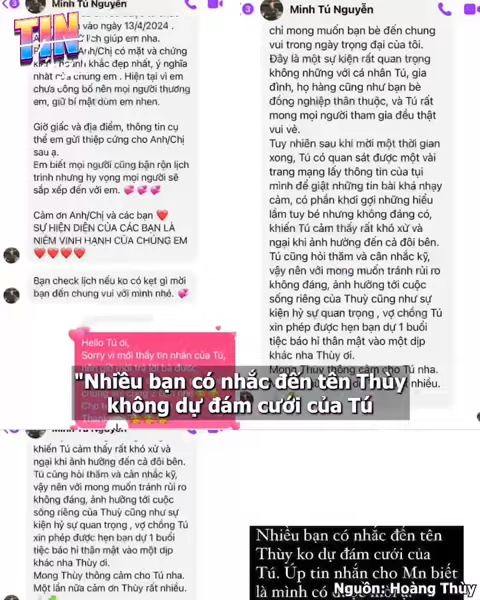 TIN
Minh Tú Nguyễn
vào ngày 13/4/2024 .
lịch giúp em nha.
Anh/Chị có mặt và chứng
khắc đẹp nhất, ý nghĩa
nhât của chung em . Hiện tại vì em
chưa công bố nên mọi người thương
em, giữ bí mật dùm em nhen.
Giờ giấc và địa điểm, thông tin cụ
thể em gửi thiệp cứng cho Anh/Chị
sau ạ.
Em biết mọi người cũng bận rộn lịch
trình nhưng hy vọng mọi người sẽ
sắp xếp đến với em. 💞💞💞
Cảm ơn Anh/Chị và các bạn ❤️
SỰ HIỆN DIỆN CỦA CÁC BẠN LÀ
NIỀM VINH HẠNH CỦA CHÚNG EM
❤️❤️❤️❤️
Bạn check lịch nếu ko có kẹt gì mời
bạn đến chung vui với mình nhé. 💞
Hello Tú ơi,
Sorry vì mới thấy tin nhắn của Tú,
3
Minh Tú Nguyễn
chỉ mong muốn bạn bè đến chung
vui trong ngày trọng đại của tôi.
Đây là một sự kiện rất quan trọng
không những với cá nhân Tú, gia
đình, họ hàng cũng như bạn bè
đồng nghiệp thân thuộc, và Tú rất
mong mọi người tham gia đều thật
vui vẻ.
Tuy nhiên sau khi mời một thời gian
xong, Tú có quan sát được một vài
trang mạng lấy thông tin của tụi
mình để giật những tin bài khá nhạy
cảm, có phần khơi gợi những hiểu
lầm tuy bé nhưng không đáng có,
khiến Tú cảm thấy rất khó xử và
ngại khi ảnh hưởng đến cả đôi bên.
Tú cũng hỏi thăm và cân nhắc kỹ,
vậy nên với mong muốn tránh rủi ro
không đáng, ảnh hưởng tới cuộc
sống riêng của Thuỳ cũng như sự
kiện hỷ sự quan trọng , vợ chồng Tú
xin phép được hẹn bạn dự 1 buổi
tiệc báo hỉ thân mật vào một dịp
khác nha Thùy ơi.
Mong Thùy thông cảm cho Tú nha.
nhiều.
"Nhiều bạn có nhắc đến tên Thùy
không dự đám cưới của Tú
khiến Tú cảm thấy rất khó xử và
ngại khi ảnh hưởng đến cả đôi bên.
Tú cũng hỏi thăm và cân nhắc kỹ,
vậy nên với mong muốn tránh rủi ro
không đáng, ảnh hưởng tới cuộc
sống riêng của Thuỳ cũng như sự
kiện hỷ sự quan trọng , vợ chồng Tú
xin phép được hẹn bạn dự 1 buổi
tiệc báo hỉ thân mật vào một dịp
khác nha Thùy ơi.
Mong Thùy thông cảm cho Tú nha.
Một lần nữa cảm ơn Thùy rất nhiều.
Nhiều bạn có nhắc đến tên
Thùy ko dự đám cưới của
Tú. Úp tin nhắn cho Mn biết
là mình có được mời ạ.
Nguồn: Hoàng Thùy